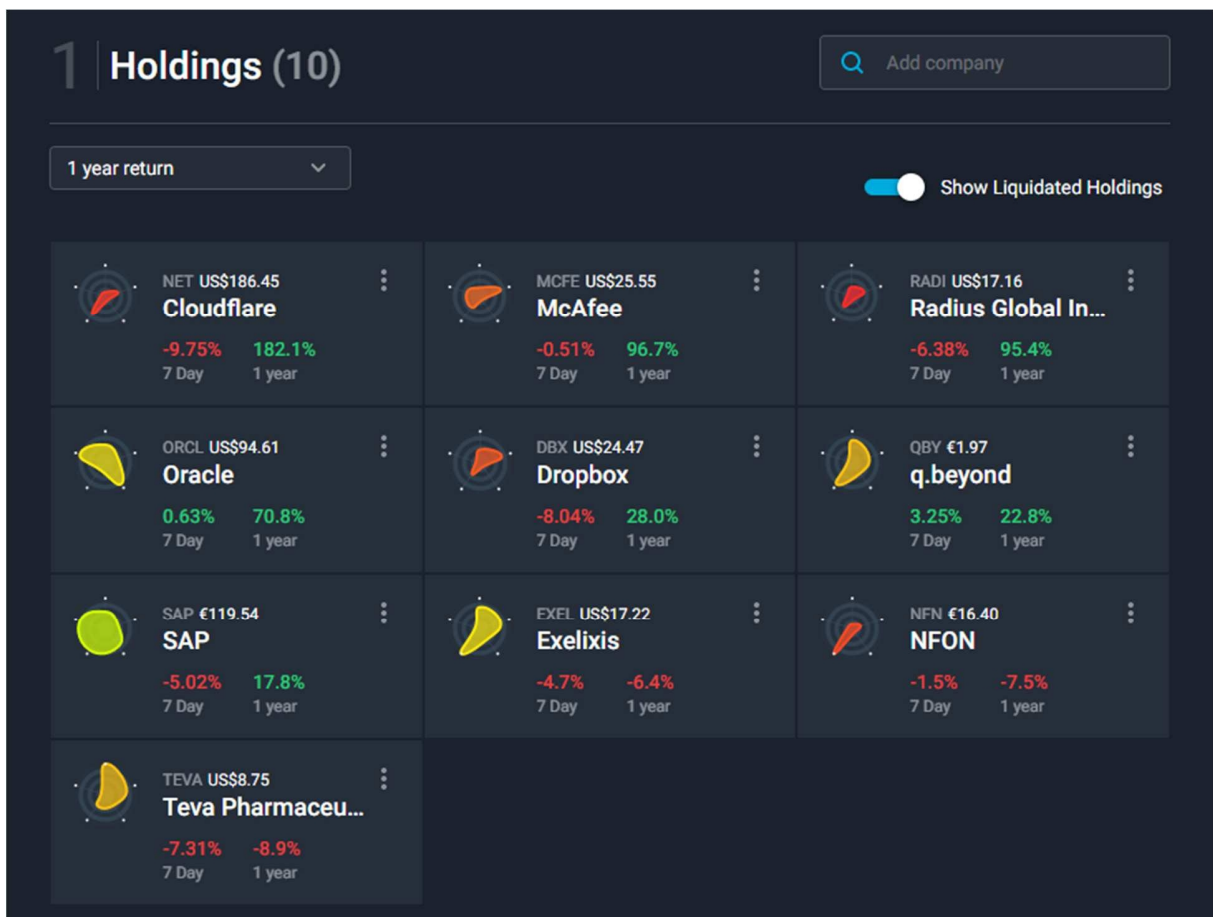 1 Holdings (10)
Add company
1 year return
Show Liquidated Holdings
NET US$186.45
Cloudflare
-9.75% 182.1%
7 Day 1 year
MCFE US$25.55
McAfee
-0.51% 96.7%
7 Day 1 year
RADI US$17.16
Radius Global In...
-6.38% 95.4%
7 Day 1 year
ORCL US$94.61
Oracle
0.63% 70.8%
7 Day 1 year
DBX US$24.47
Dropbox
-8.04% 28.0%
7 Day 1 year
QBY €1.97
q.beyond
3.25% 22.8%
7 Day 1 year
SAP €119.54
SAP
-5.02% 17.8%
7 Day 1 year
EXEL US$17.22
Exelixis
-4.7% -6.4%
7 Day 1 year
NFN €16.40
NFON
-1.5% -7.5%
7 Day 1 year
TEVA US$8.75
Teva Pharmaceu...
-7.31% -8.9%
7 Day 1 year